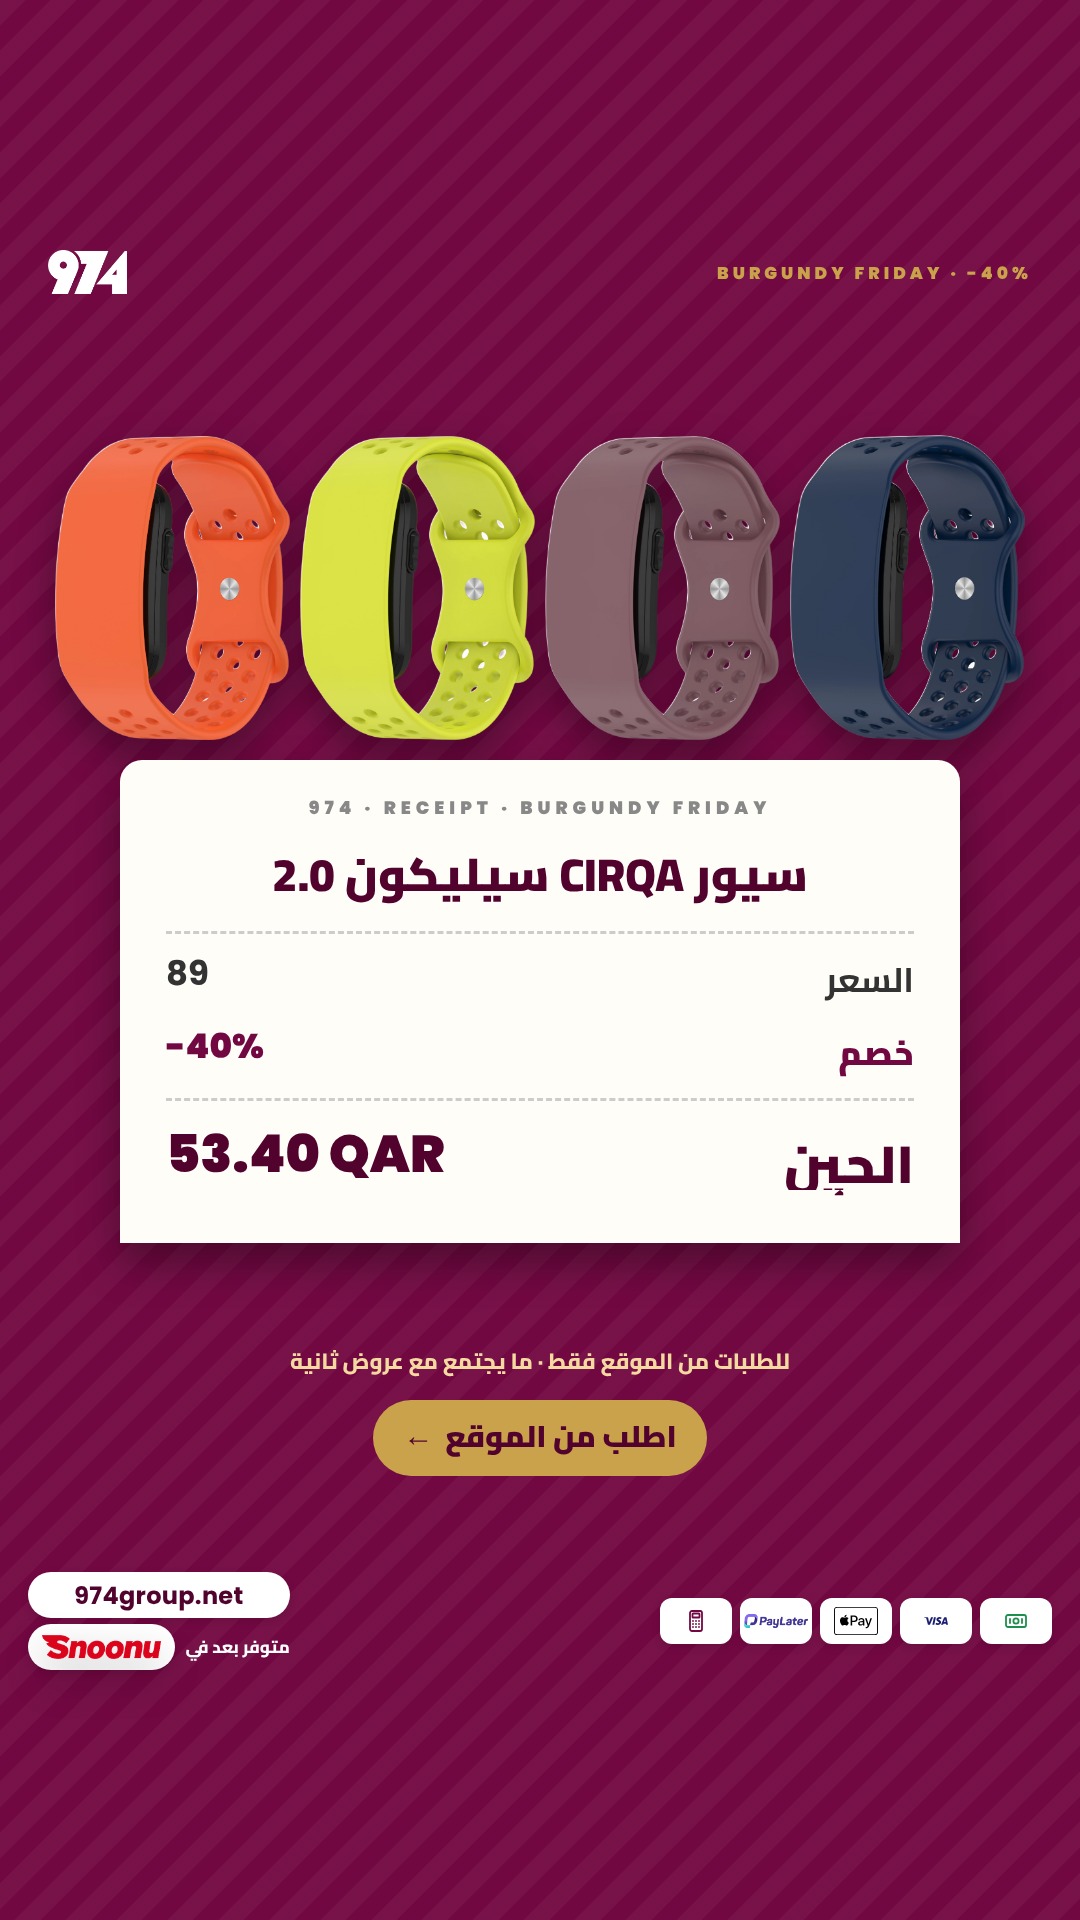 974
BURGUNDY FRIDAY · −40%
974 · RECEIPT · BURGUNDY FRIDAY
سيور CIRQA سيليكون 2.0
السعر 89
خصم −40%
الحين 53.40 QAR
للطلبات من الموقع فقط · ما يجتمع مع عروض ثانية
اطلب من الموقع ←
974group.net
متوفر بعد في Snoonu
PayLater
Pay
VISA